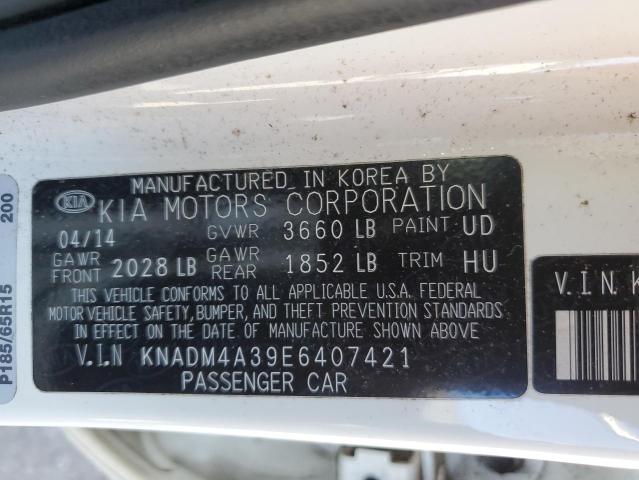 MANUFACTURED IN KOREA BY
KIA KIA MOTORS CORPORATION
04/14 GVWR 3660 LB PAINT UD
GAWR FRONT 2028 LB GAWR REAR 1852 LB TRIM HU
THIS VEHICLE CONFORMS TO ALL APPLICABLE U.S.A. FEDERAL
MOTOR VEHICLE SAFETY, BUMPER, AND THEFT PREVENTION STANDARDS
IN EFFECT ON THE DATE OF MANUFACTURE SHOWN ABOVE.
V.I.N KNADM4A39E6407421
PASSENGER CAR
P185/65R15 200
V.I.N. K